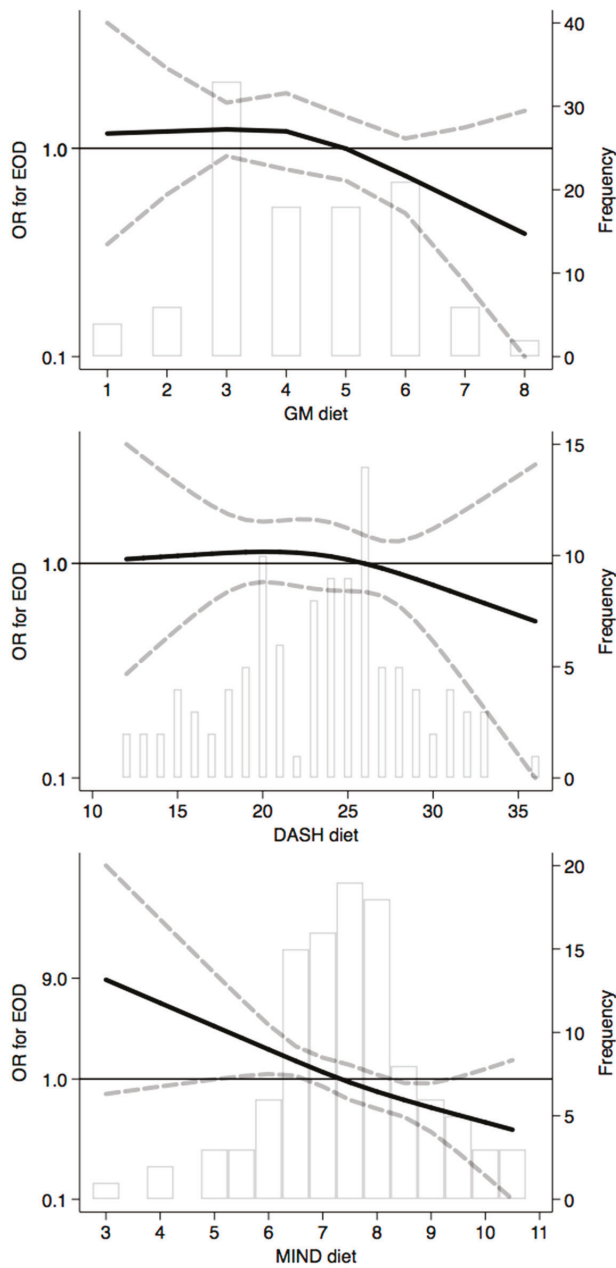 40
30
20
10
0
Frequency
1.0
0.1
OR for EOD
1 2 3 4 5 6 7 8
GM diet
15
10
5
0
Frequency
1.0
0.1
OR for EOD
10 15 20 25 30 35
DASH diet
20
15
10
5
0
Frequency
9.0
1.0
0.1
OR for EOD
3 4 5 6 7 8 9 10 11
MIND diet